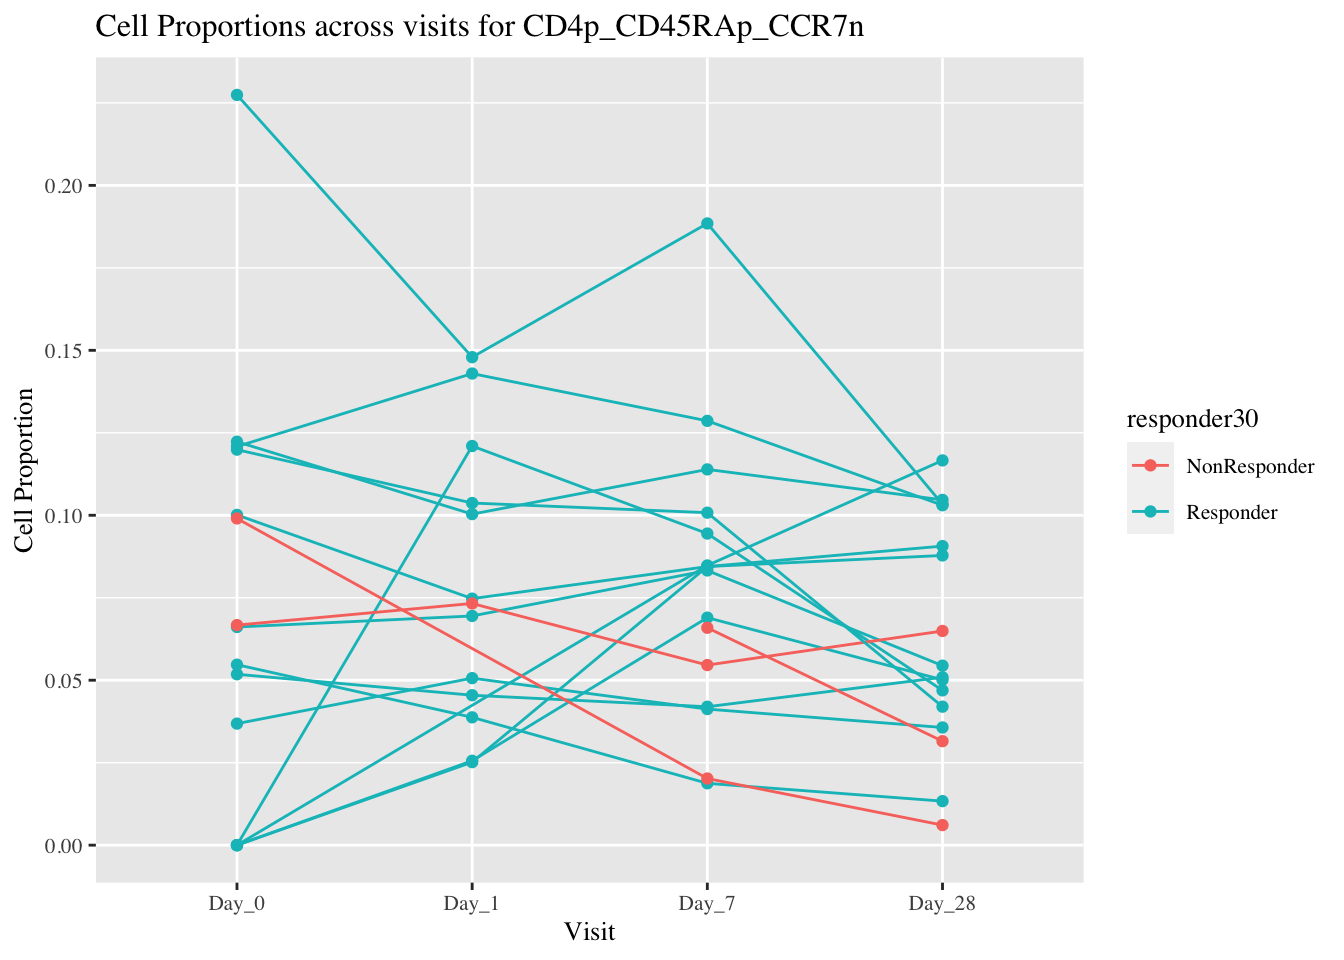 Cell Proportions across visits for CD4p_CD45RAp_CCR7n
Cell Proportion
0.20
0.15
0.10
0.05
0.00
Day_0
Day_1
Day_7
Day_28
Visit
responder30
NonResponder
Responder